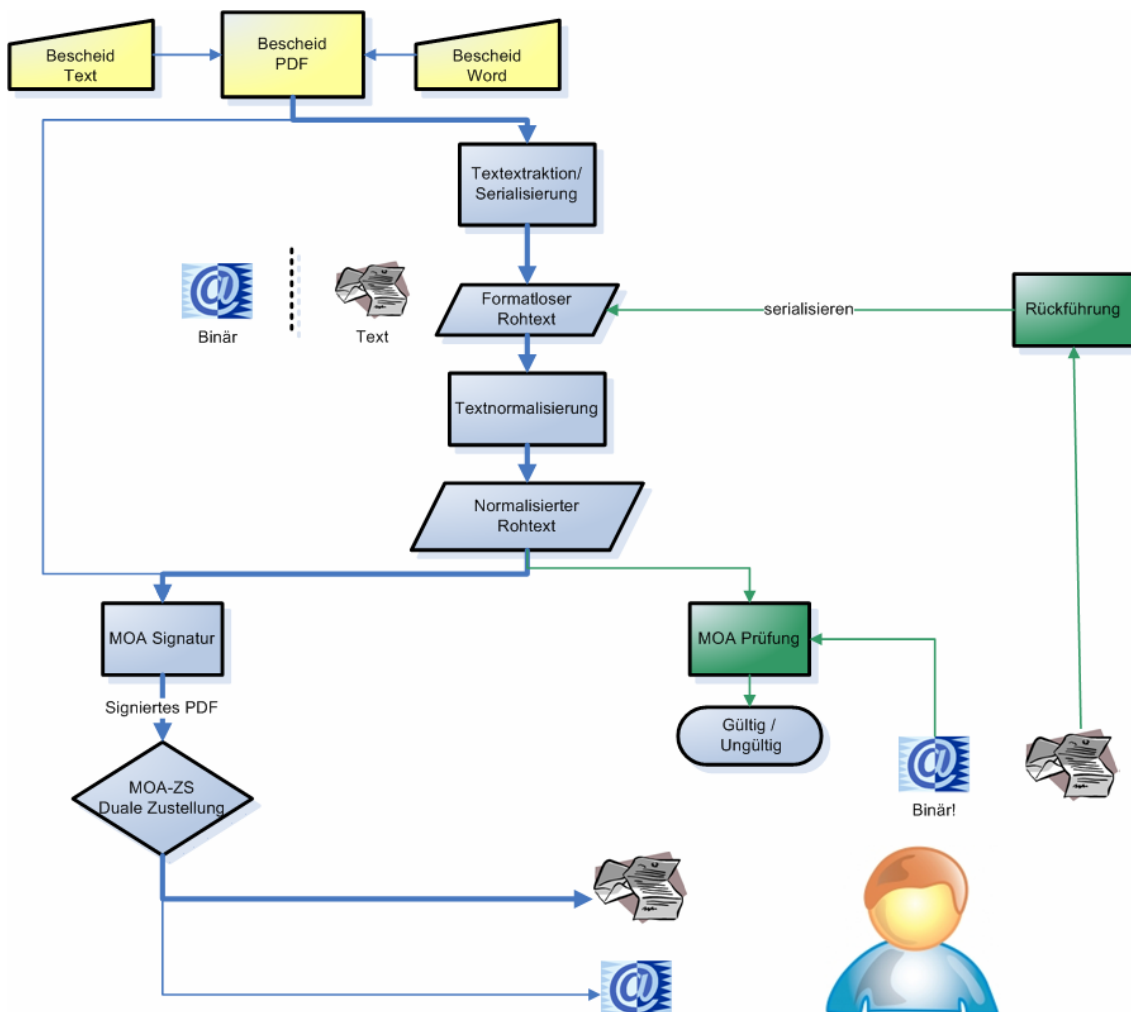 Bescheid
Text
Bescheid
PDF
Bescheid
Word
Textextraktion/
Serialisierung
Binär
Text
Formatloser
Rohtext
serialisieren
Rückführung
Textnormalisierung
Normalisierter
Rohtext
MOA Signatur
MOA Prüfung
Signiertes PDF
Gültig /
Ungültig
MOA-ZS
Duale Zustellung
Binär!